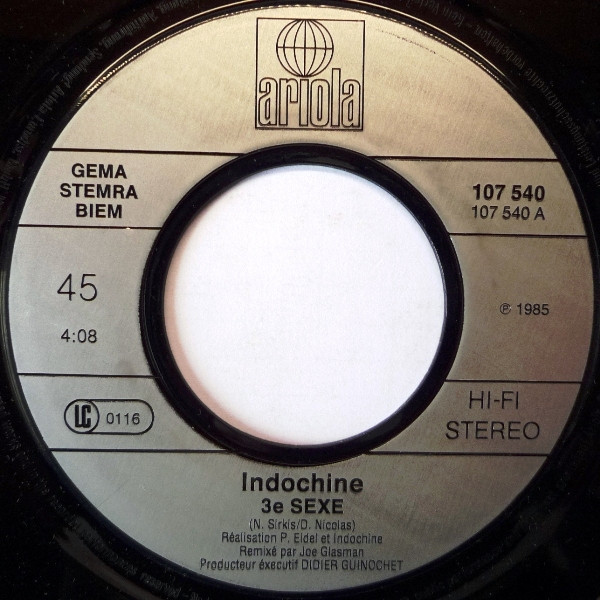 ariola
GEMA
STEMRA
BIEM
107 540
107 540 A
45
4:08
℗ 1985
LC 0116
HI-FI
STEREO
Indochine
3e SEXE
(N. Sirkis/D. Nicolas)
Réalisation P. Eidel et Indochine
Remixé par Joe Glasman
Producteur éxecutif DIDIER GUINOCHET